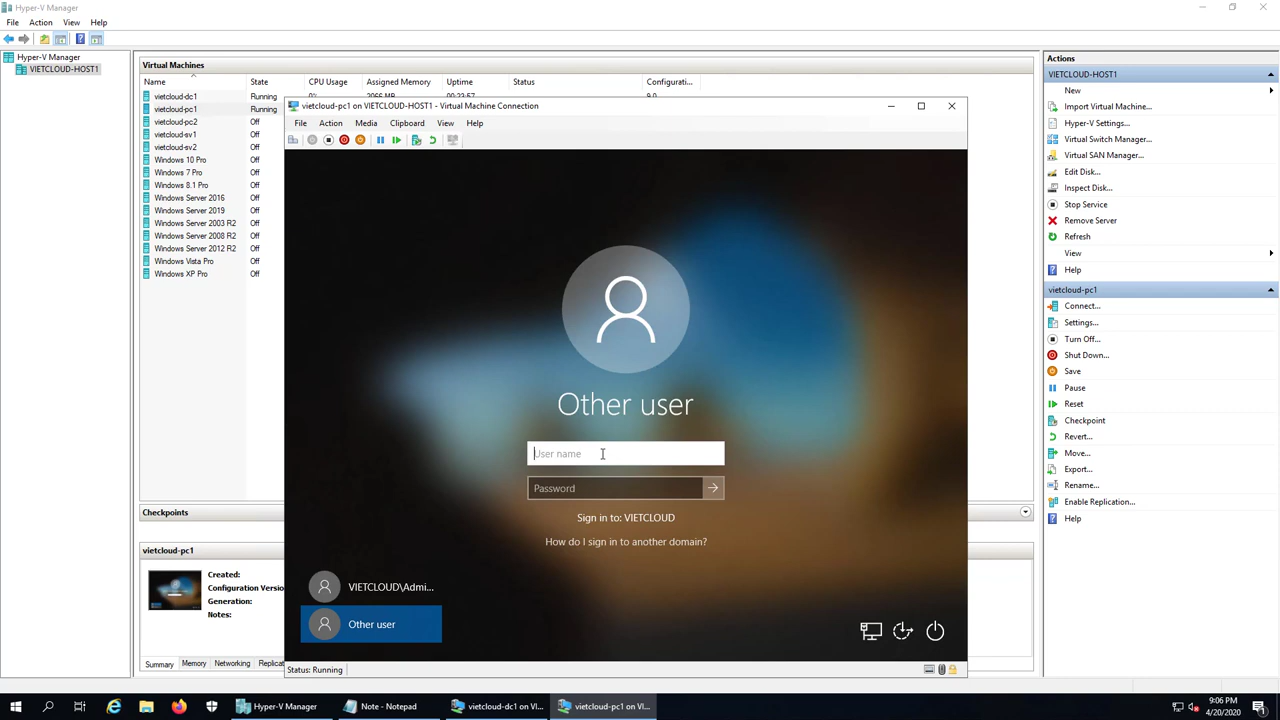 Hyper-V Manager
File Action View Help
Hyper-V Manager
VIETCLOUD-HOST1
Virtual Machines
Name State CPU Usage Assigned Memory Uptime Status Configurati...
vietcloud-dc1 Running
vietcloud-pc1 Running
vietcloud-pc2 Off
vietcloud-sv1 Off
vietcloud-sv2 Off
Windows 10 Pro Off
Windows 7 Pro Off
Windows 8.1 Pro Off
Windows Server 2016 Off
Windows Server 2019 Off
Windows Server 2003 R2 Off
Windows Server 2008 R2 Off
Windows Server 2012 R2 Off
Windows Vista Pro Off
Windows XP Pro Off
Checkpoints
vietcloud-pc1
Created:
Configuration Versio
Generation:
Notes:
Summary Memory Networking Replicat
vietcloud-pc1 on VIETCLOUD-HOST1 - Virtual Machine Connection
File Action Media Clipboard View Help
Other user
User name
Password
Sign in to: VIETCLOUD
How do I sign in to another domain?
VIETCLOUD\Admi...
Other user
Status: Running
Actions
VIETCLOUD-HOST1
New
Import Virtual Machine...
Hyper-V Settings...
Virtual Switch Manager...
Virtual SAN Manager...
Edit Disk...
Inspect Disk...
Stop Service
Remove Server
Refresh
View
Help
vietcloud-pc1
Connect...
Settings...
Turn Off...
Shut Down...
Save
Pause
Reset
Checkpoint
Revert...
Move...
Export...
Rename...
Enable Replication...
Help
Hyper-V Manager
Note - Notepad
vietcloud-dc1 on VI...
vietcloud-pc1 on VI...
9:06 PM
4/20/2020